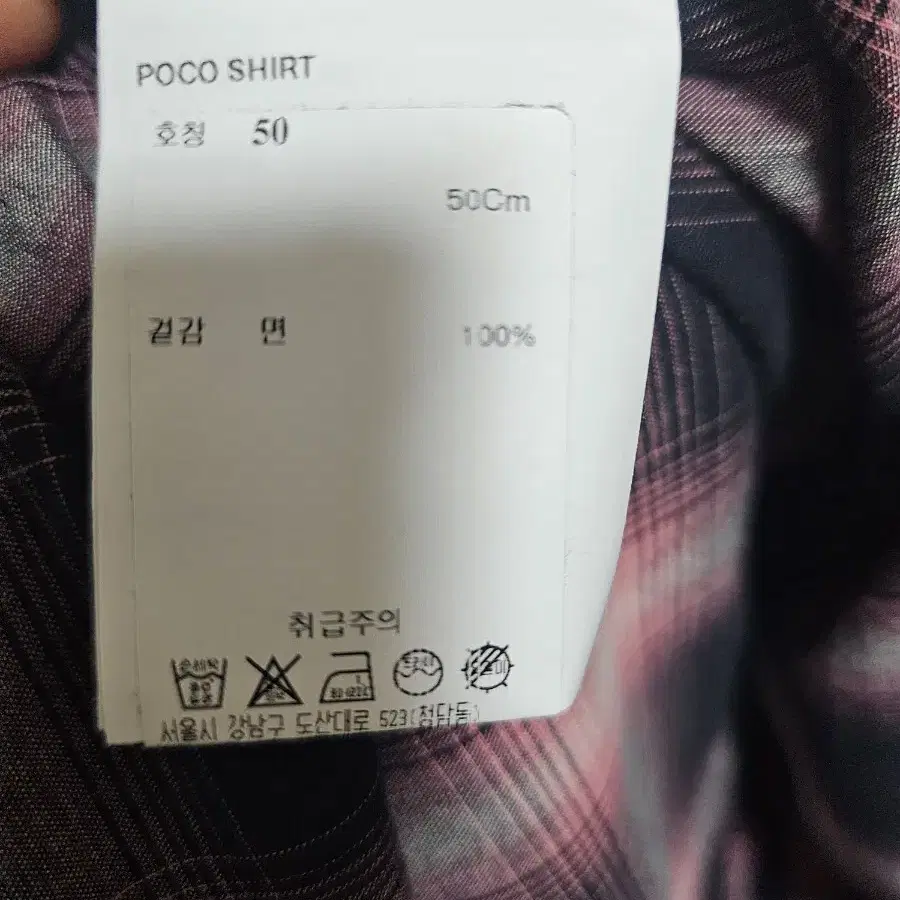 POCO SHIRT
호청 50
50Cm
겉감 면 100%
취급주의
서울시 강남구 도산대로 523(청담동)